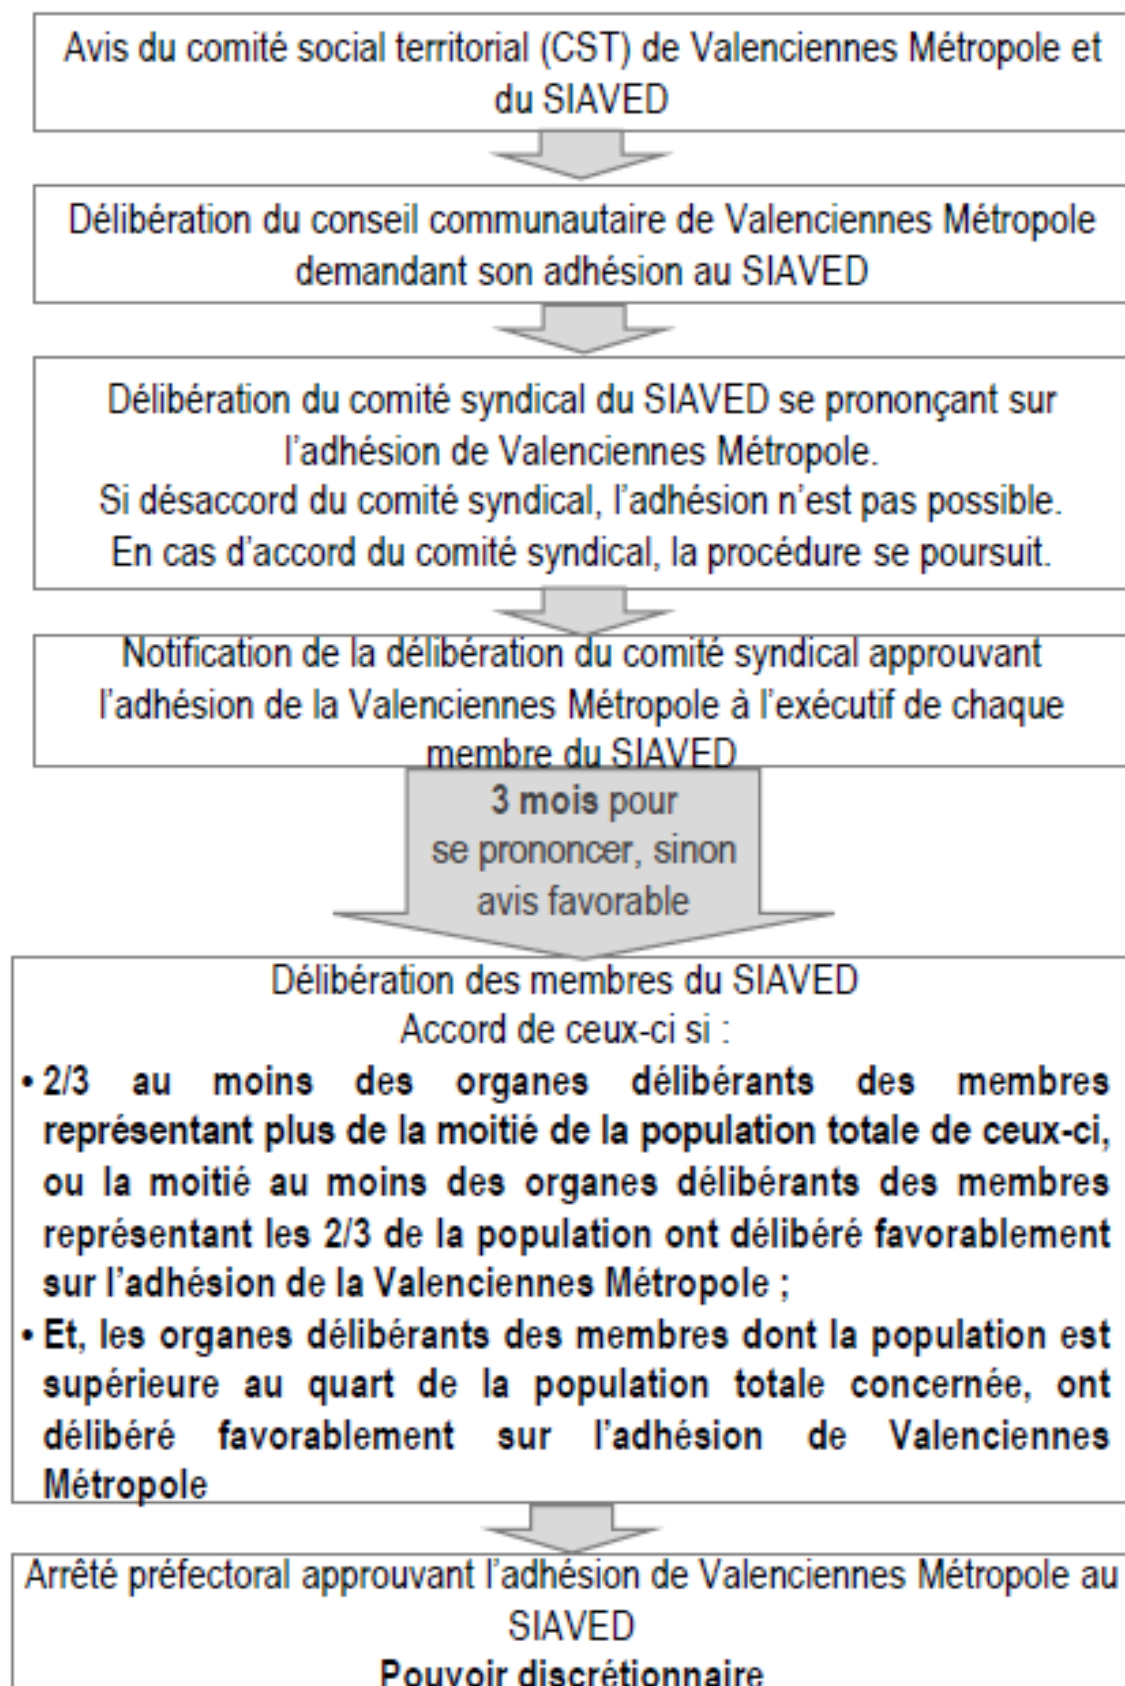 Avis du comité social territorial (CST) de Valenciennes Métropole et
du SIAVED
Délibération du conseil communautaire de Valenciennes Métropole
demandant son adhésion au SIAVED
Délibération du comité syndical du SIAVED se prononçant sur
l'adhésion de Valenciennes Métropole.
Si désaccord du comité syndical, l'adhésion n'est pas possible.
En cas d'accord du comité syndical, la procédure se poursuit.
Notification de la délibération du comité syndical approuvant
l'adhésion de la Valenciennes Métropole à l'exécutif de chaque
membre du SIAVED
3 mois pour
se prononcer, sinon
avis favorable
Délibération des membres du SIAVED
Accord de ceux-ci si :
• 2/3 au moins des organes délibérants des membres
représentant plus de la moitié de la population totale de ceux-ci,
ou la moitié au moins des organes délibérants des membres
représentant les 2/3 de la population ont délibéré favorablement
sur l'adhésion de la Valenciennes Métropole ;
• Et, les organes délibérants des membres dont la population est
supérieure au quart de la population totale concernée, ont
délibéré favorablement sur l'adhésion de Valenciennes
Métropole
Arrêté préfectoral approuvant l'adhésion de Valenciennes Métropole au
SIAVED
Pouvoir discrétionnaire